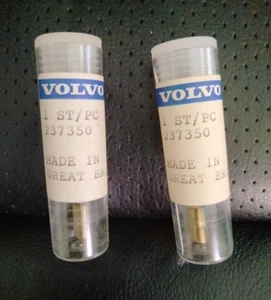 VOLVO
1 ST/PC
237350
MADE IN
GREAT
VOLVO
1 ST/PC
237350
MADE IN
GREAT